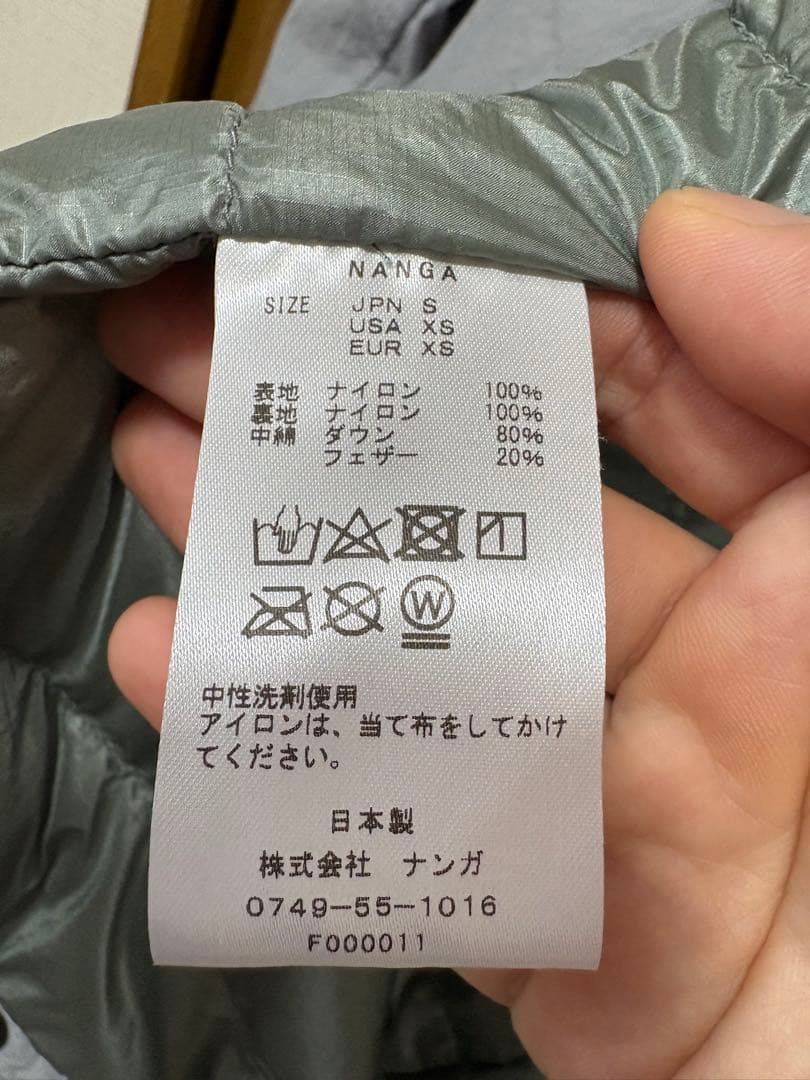 NANGA
SIZE JPN S
USA XS
EUR XS
表地 ナイロン 100%
裏地 ナイロン 100%
中綿 ダウン 80%
フェザー 20%
W
中性洗剤使用
アイロンは、当て布をしてかけ
てください。
日本製
株式会社 ナンガ
0749-55-1016
F000011